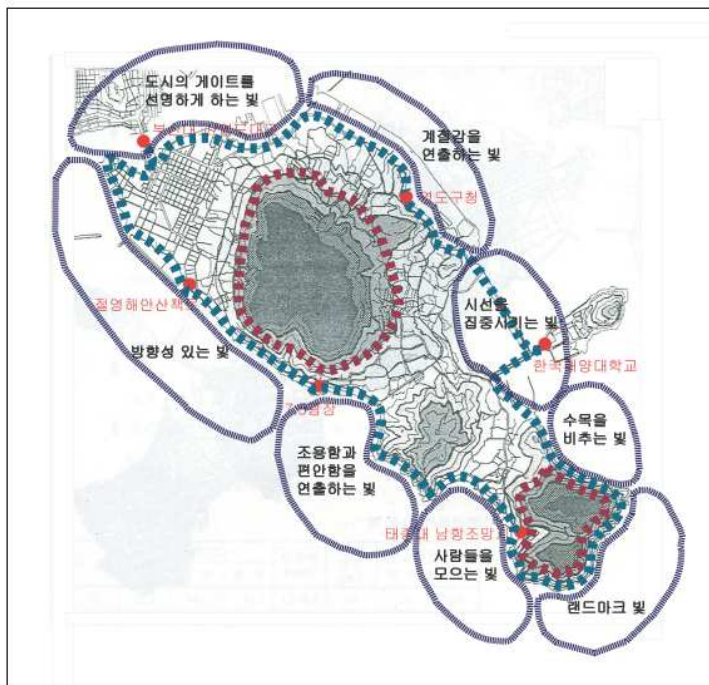 도시의 게이트를
선명하게 하는 빛
계절감을
연출하는 빛
영도구청
시선을
집중시키는 빛
절영해안산책로
한국해양대학교
방향성 있는 빛
수목을
비추는 빛
조용함과
편안함을
연출하는 빛
태종대 남항조망지
사람들을
모으는 빛
랜드마크 빛